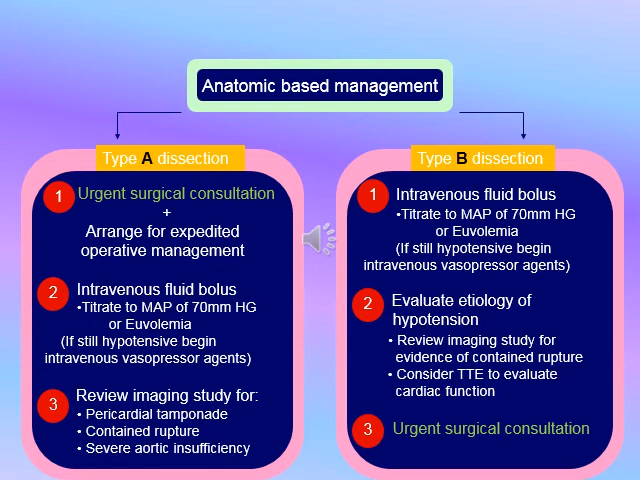 Anatomic based management
Type A dissection
1
Urgent surgical consultation
+
Arrange for expedited
operative management
2
Intravenous fluid bolus
•Titrate to MAP of 70mm HG
or Euvolemia
(If still hypotensive begin
intravenous vasopressor agents)
3
Review imaging study for:
• Pericardial tamponade
• Contained rupture
• Severe aortic insufficiency
Type B dissection
1
Intravenous fluid bolus
•Titrate to MAP of 70mm HG
or Euvolemia
(If still hypotensive begin
intravenous vasopressor agents)
2
Evaluate etiology of
hypotension
• Review imaging study for
evidence of contained rupture
• Consider TTE to evaluate
cardiac function
3
Urgent surgical consultation